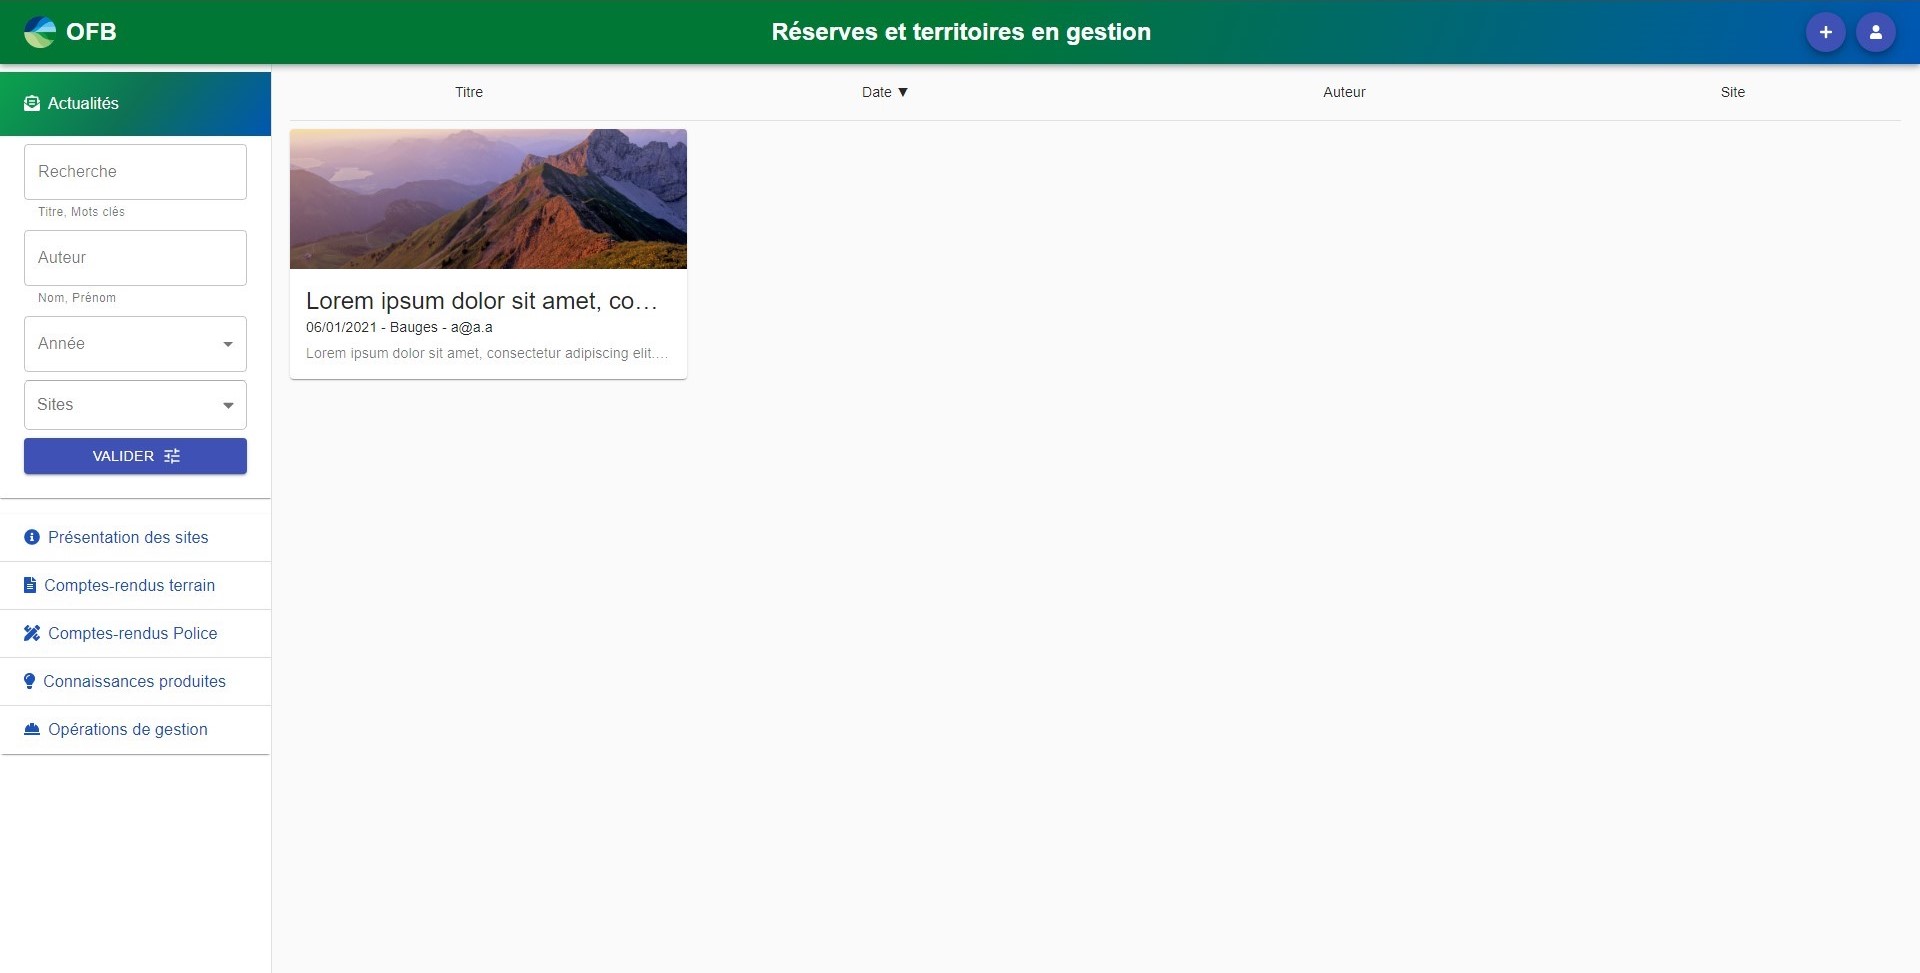 OFB
Réserves et territoires en gestion
Actualités
Recherche
Titre, Mots clés
Auteur
Nom, Prénom
Année
Sites
VALIDER
Présentation des sites
Comptes-rendus terrain
Comptes-rendus Police
Connaissances produites
Opérations de gestion
Titre Date ▼ Auteur Site
Lorem ipsum dolor sit amet, co…
06/01/2021 - Bauges - a@a.a
Lorem ipsum dolor sit amet, consectetur adipiscing elit.…